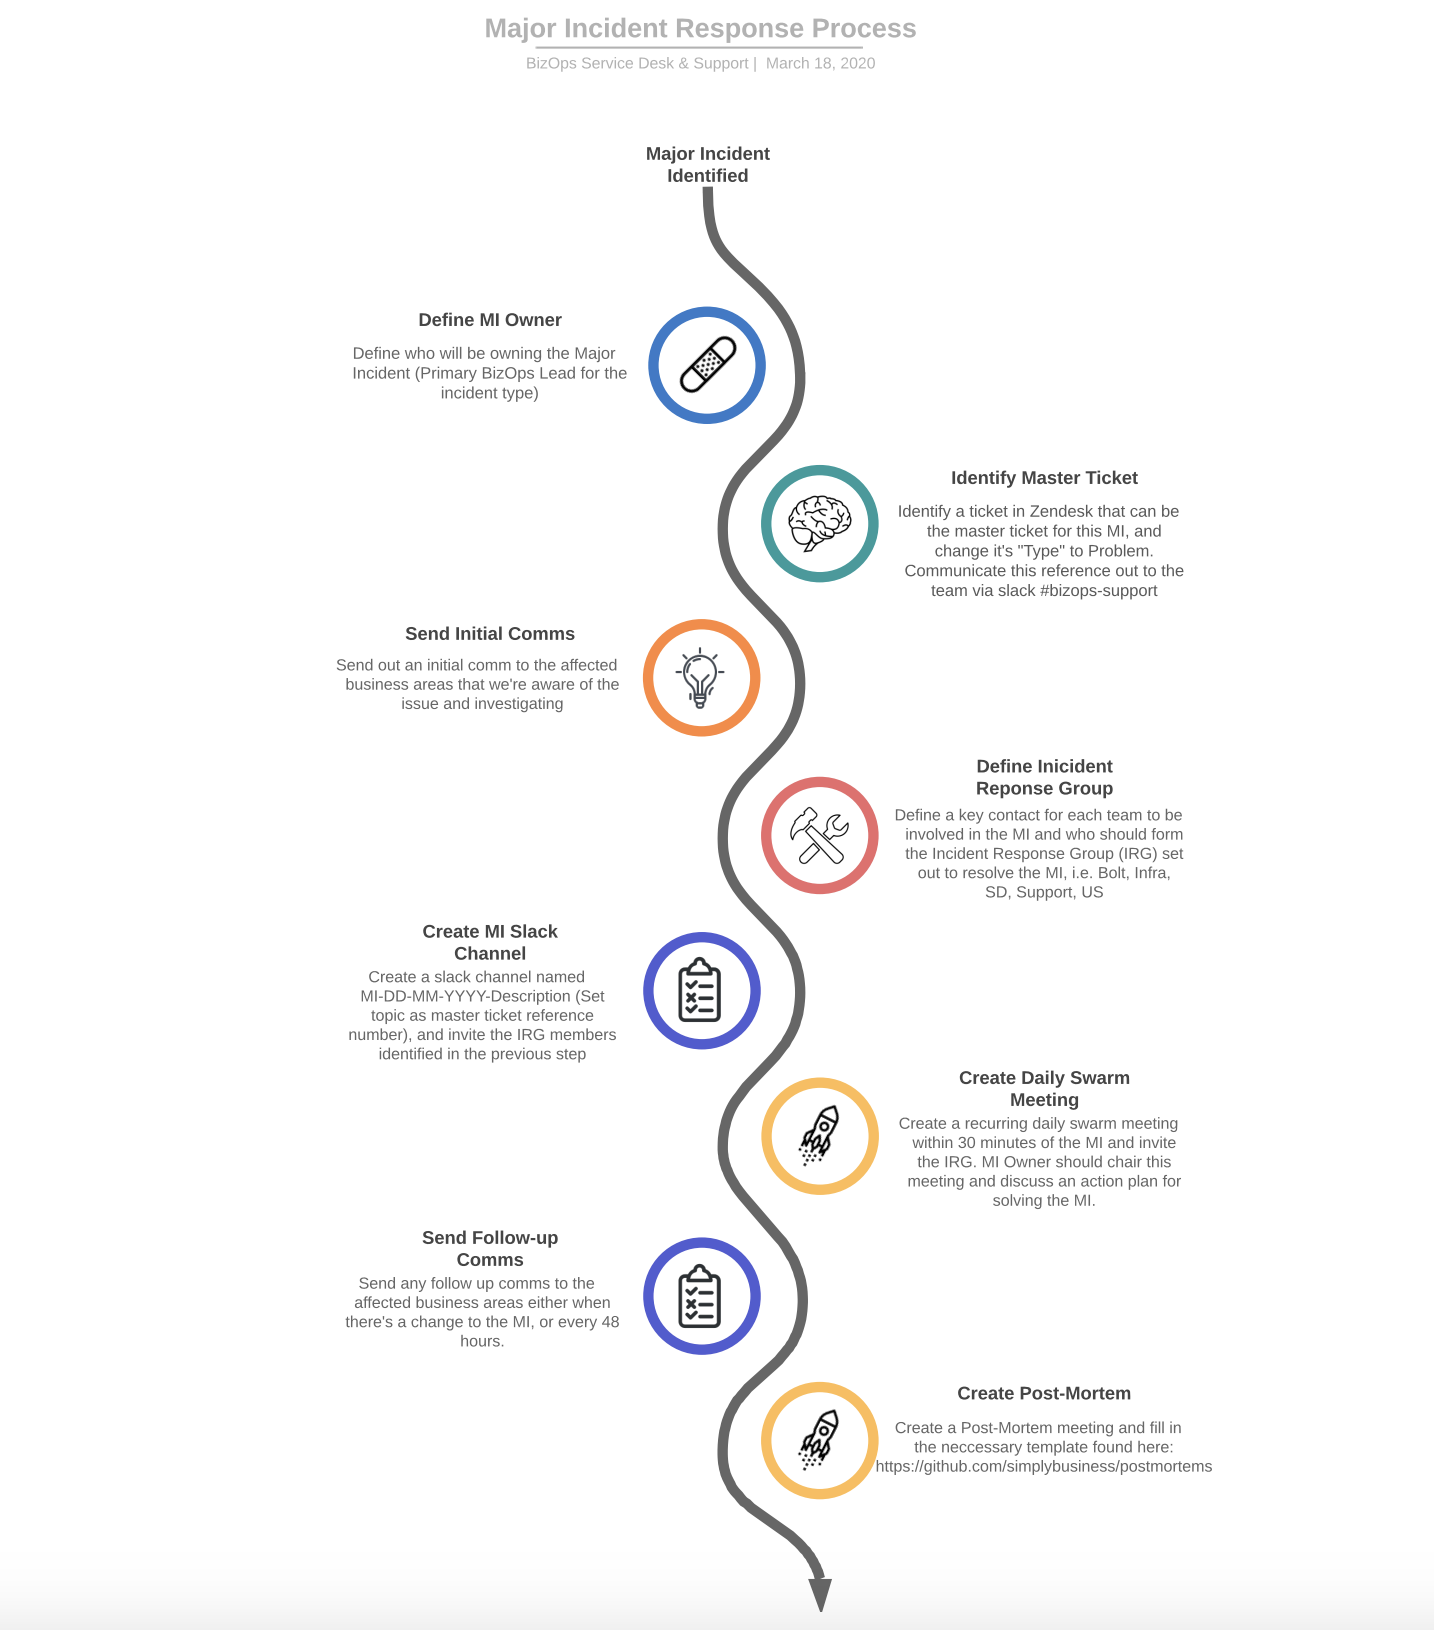 Major Incident Response Process
BizOps Service Desk & Support | March 18, 2020
Major Incident
Identified
Define MI Owner
Define who will be owning the Major
Incident (Primary BizOps Lead for the
incident type)
Identify Master Ticket
Identify a ticket in Zendesk that can be
the master ticket for this MI, and
change it's "Type" to Problem.
Communicate this reference out to the
team via slack #bizops-support
Send Initial Comms
Send out an initial comm to the affected
business areas that we're aware of the
issue and investigating
Define Inicident
Reponse Group
Define a key contact for each team to be
involved in the MI and who should form
the Incident Response Group (IRG) set
out to resolve the MI, i.e. Bolt, Infra,
SD, Support, US
Create MI Slack
Channel
Create a slack channel named
MI-DD-MM-YYYY-Description (Set
topic as master ticket reference
number), and invite the IRG members
identified in the previous step
Create Daily Swarm
Meeting
Create a recurring daily swarm meeting
within 30 minutes of the MI and invite
the IRG. MI Owner should chair this
meeting and discuss an action plan for
solving the MI.
Send Follow-up
Comms
Send any follow up comms to the
affected business areas either when
there's a change to the MI, or every 48
hours.
Create Post-Mortem
Create a Post-Mortem meeting and fill in
the neccessary template found here:
https://github.com/simplybusiness/postmortems